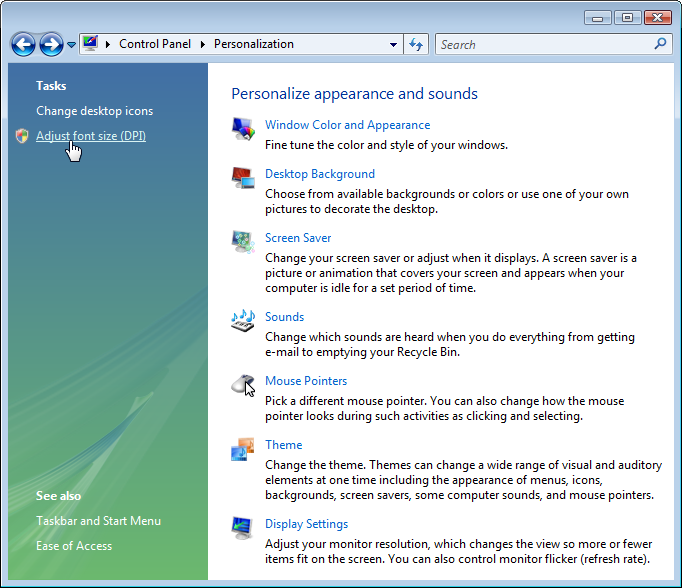 Control Panel
Personalization
Search
Tasks
Change desktop icons
Adjust font size (DPI)
See also
Taskbar and Start Menu
Ease of Access
Personalize appearance and sounds
Window Color and Appearance
Fine tune the color and style of your windows.
Desktop Background
Choose from available backgrounds or colors or use one of your own
pictures to decorate the desktop.
Screen Saver
Change your screen saver or adjust when it displays. A screen saver is a
picture or animation that covers your screen and appears when your
computer is idle for a set period of time.
Sounds
Change which sounds are heard when you do everything from getting
e-mail to emptying your Recycle Bin.
Mouse Pointers
Pick a different mouse pointer. You can also change how the mouse
pointer looks during such activities as clicking and selecting.
Theme
Change the theme. Themes can change a wide range of visual and auditory
elements at one time including the appearance of menus, icons,
backgrounds, screen savers, some computer sounds, and mouse pointers.
Display Settings
Adjust your monitor resolution, which changes the view so more or fewer
items fit on the screen. You can also control monitor flicker (refresh rate).